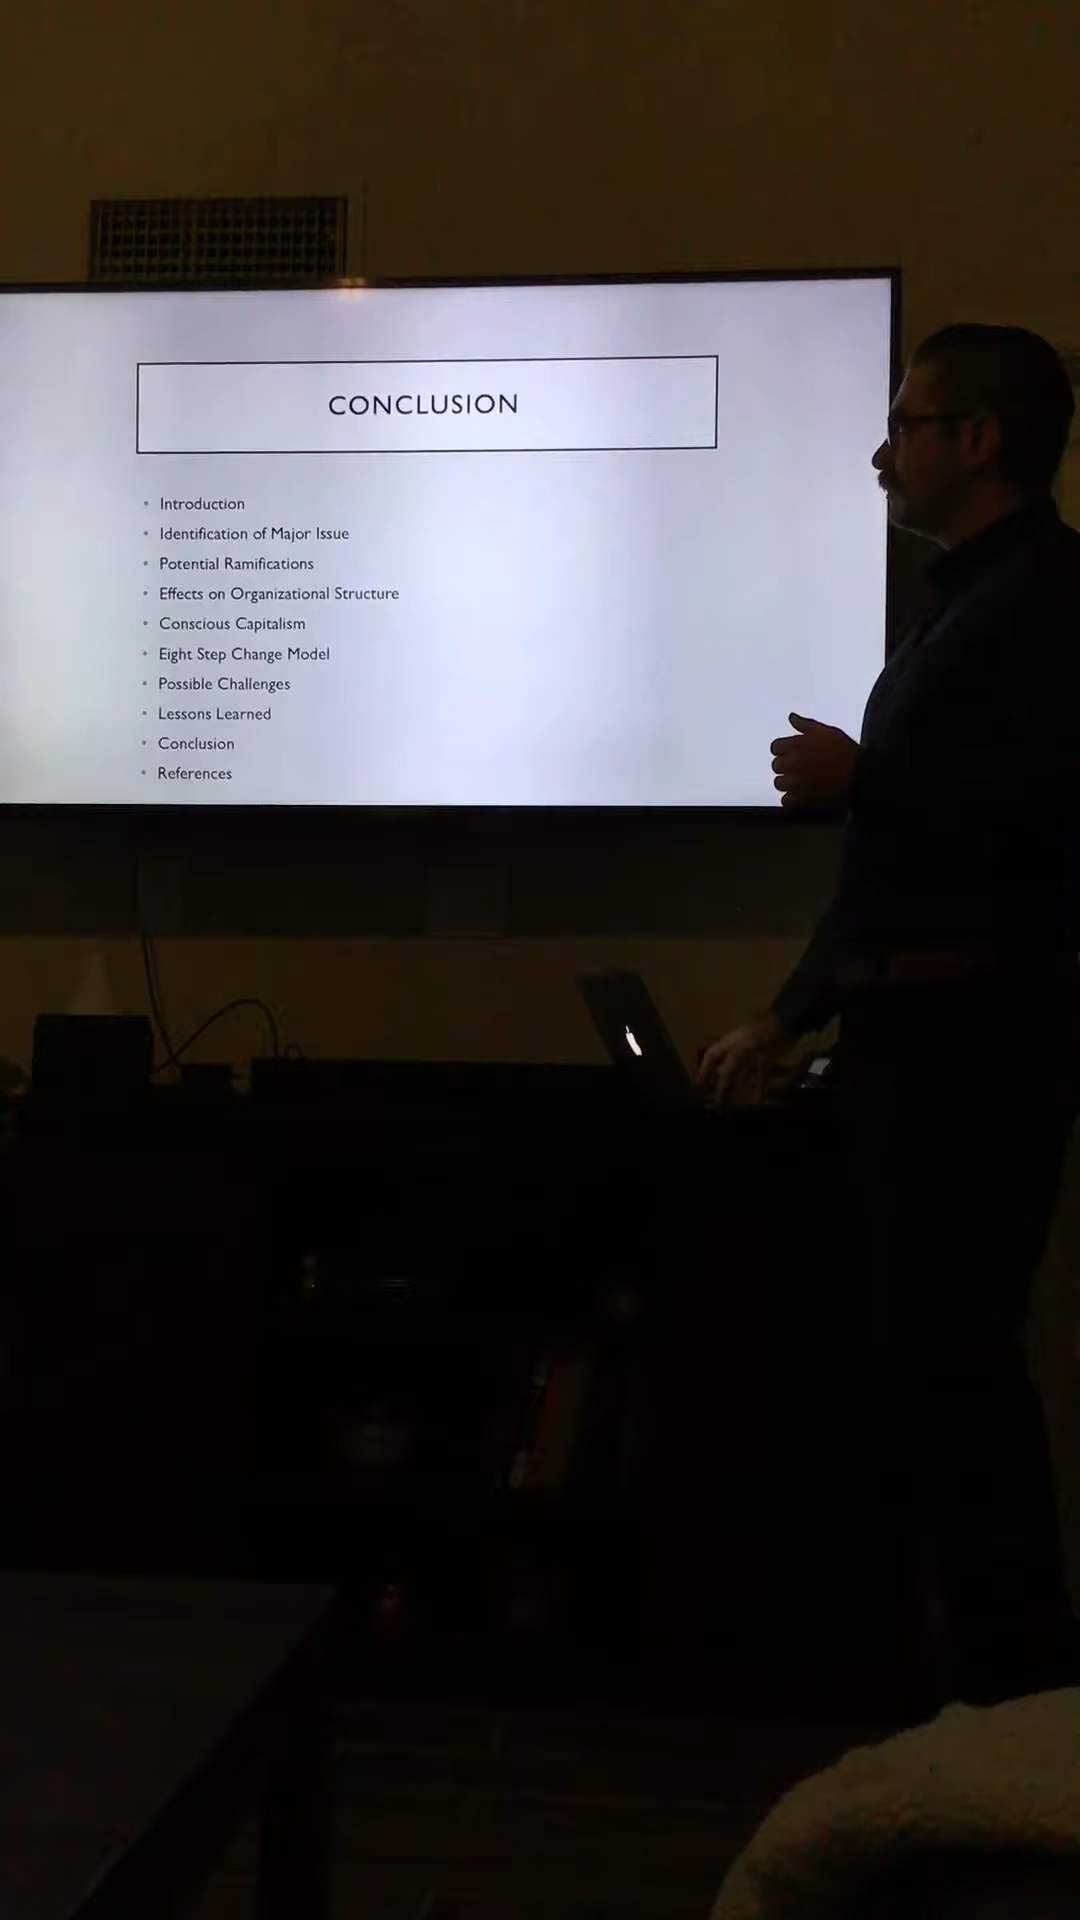 CONCLUSION
• Introduction
• Identification of Major Issue
• Potential Ramifications
• Effects on Organizational Structure
• Conscious Capitalism
• Eight Step Change Model
• Possible Challenges
• Lessons Learned
• Conclusion
• References